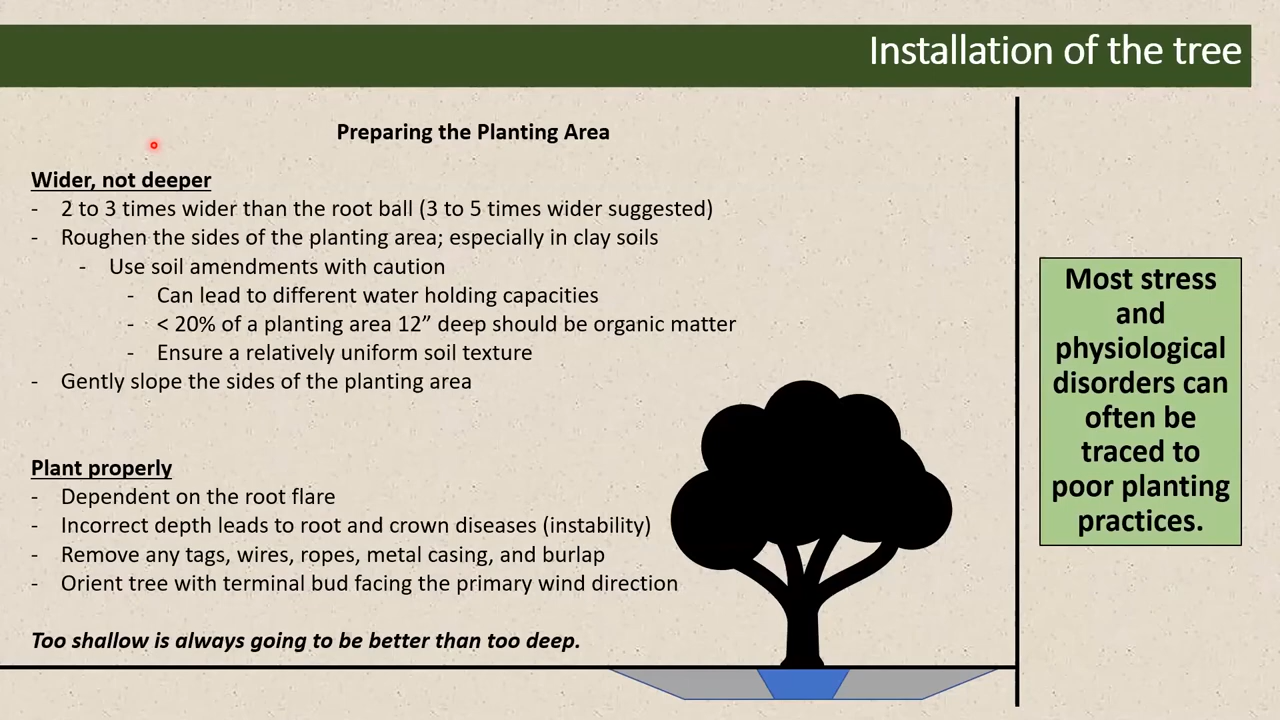 Installation of the tree
Preparing the Planting Area
Wider, not deeper
- 2 to 3 times wider than the root ball (3 to 5 times wider suggested)
- Roughen the sides of the planting area; especially in clay soils
- Use soil amendments with caution
- Can lead to different water holding capacities
- < 20% of a planting area 12” deep should be organic matter
- Ensure a relatively uniform soil texture
- Gently slope the sides of the planting area
Plant properly
- Dependent on the root flare
- Incorrect depth leads to root and crown diseases (instability)
- Remove any tags, wires, ropes, metal casing, and burlap
- Orient tree with terminal bud facing the primary wind direction
Too shallow is always going to be better than too deep.
Most stress
and
physiological
disorders can
often be
traced to
poor planting
practices.